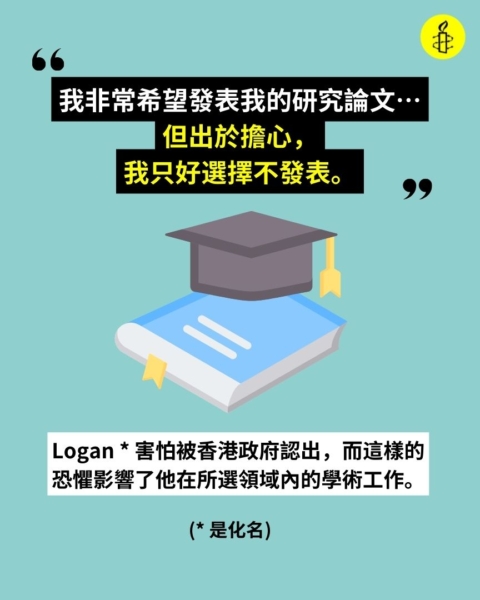 “
我非常希望發表我的研究論文…
但出於擔心，
我只好選擇不發表。
”
Logan * 害怕被香港政府認出，而這樣的
恐懼影響了他在所選領域內的學術工作。
(* 是化名)